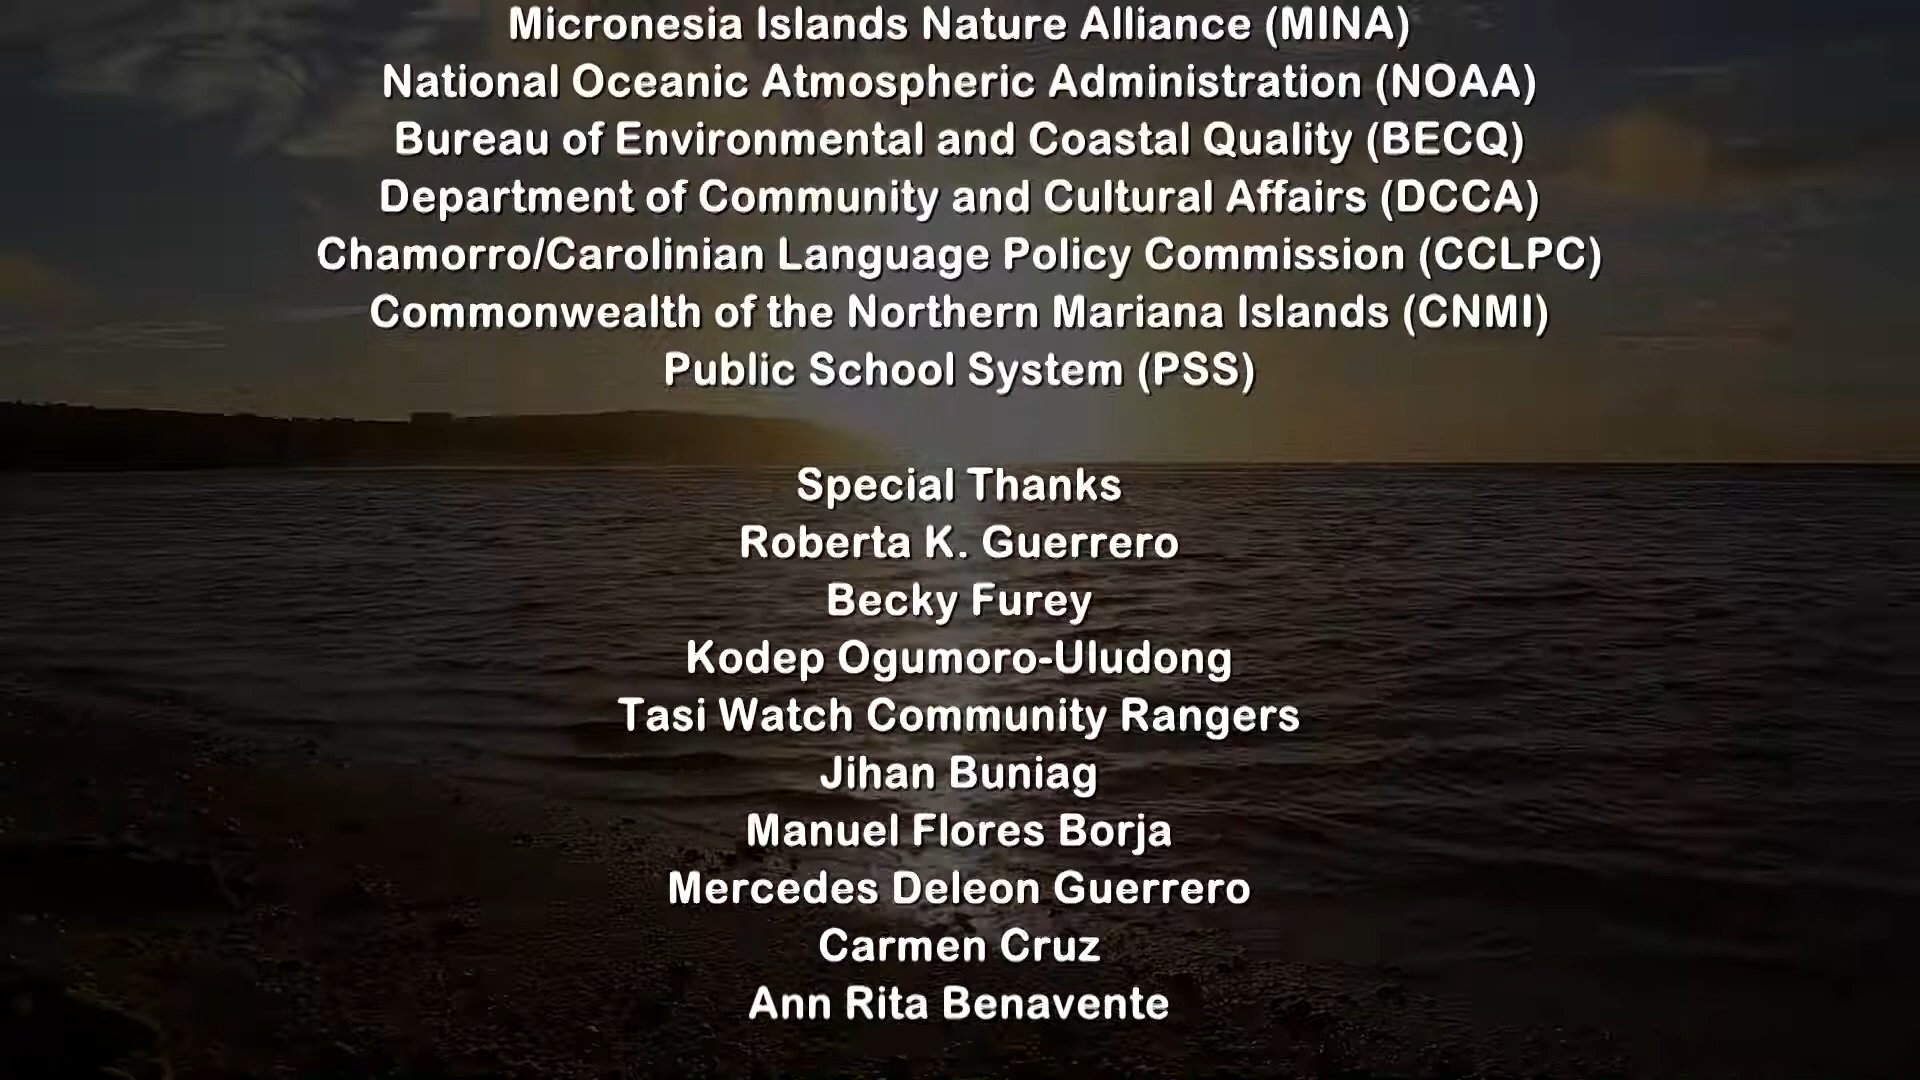 Micronesia Islands Nature Alliance (MINA)
National Oceanic Atmospheric Administration (NOAA)
Bureau of Environmental and Coastal Quality (BECQ)
Department of Community and Cultural Affairs (DCCA)
Chamorro/Carolinian Language Policy Commission (CCLPC)
Commonwealth of the Northern Mariana Islands (CNMI)
Public School System (PSS)
Special Thanks
Roberta K. Guerrero
Becky Furey
Kodep Ogumoro-Uludong
Tasi Watch Community Rangers
Jihan Buniag
Manuel Flores Borja
Mercedes Deleon Guerrero
Carmen Cruz
Ann Rita Benavente